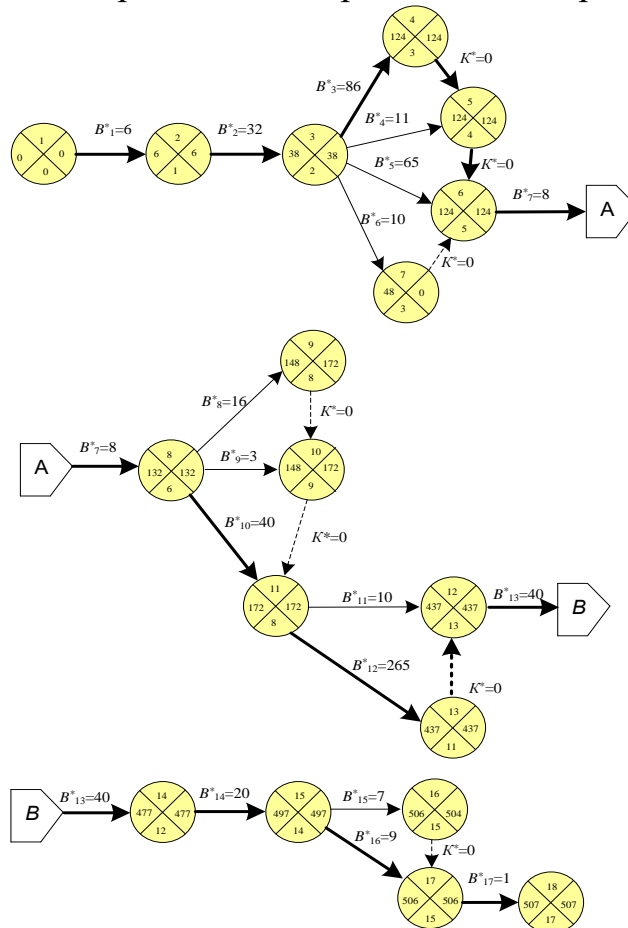 4
124 124
3
K*=0
B*3=86
5
124 124
4
B*4=11
1
0 0
0
B*1=6
2
6 6
1
B*2=32
3
38 38
2
B*5=65
K*=0
6
124 124
5
B*7=8
A
B*6=10
7
48 0
3
K*=0
9
148 172
8
B*8=16
K*=0
A
B*7=8
8
132 132
6
B*9=3
10
148 172
9
B*10=40
K*=0
11
172 172
8
B*11=10
12
437 437
13
B*13=40
B
B*12=265
K*=0
13
437 437
11
B
B*13=40
14
477 477
12
B*14=20
15
497 497
14
B*15=7
16
506 504
15
B*16=9
K*=0
17
506 506
15
B*17=1
18
507 507
17